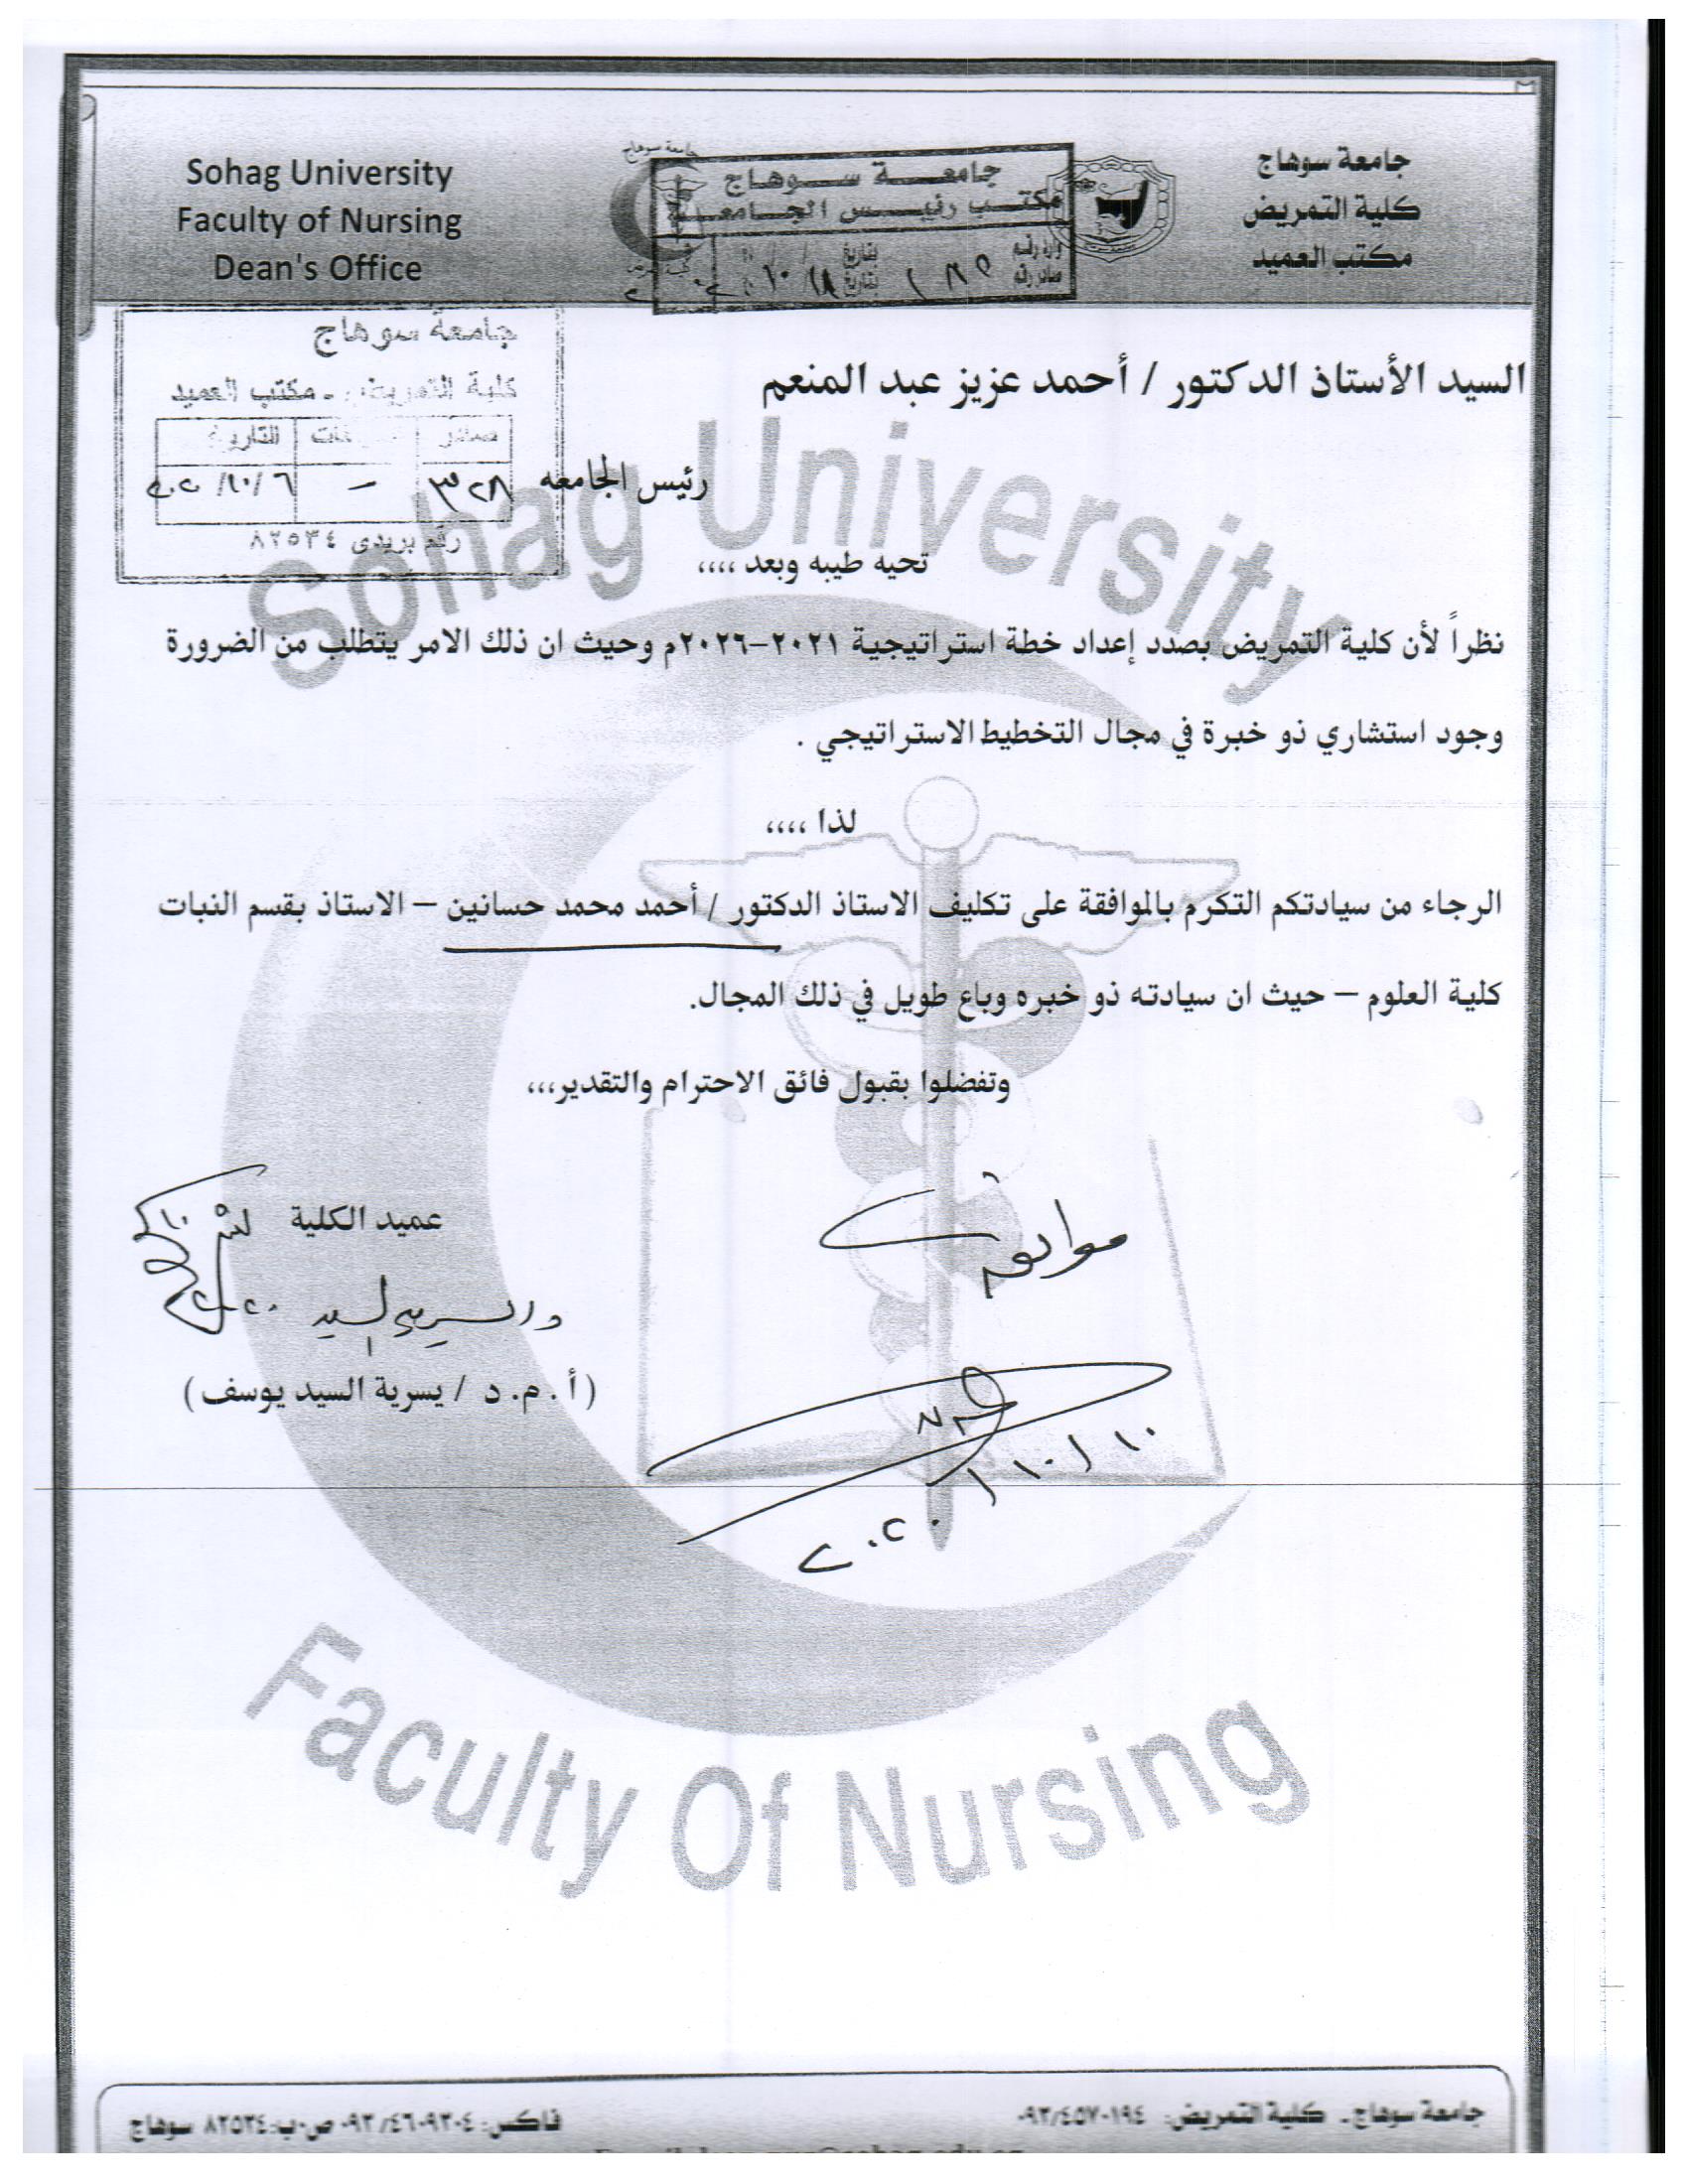 Sohag University
Faculty of Nursing
Dean's Office
جامعة سوهاج
كلية التمريض
مكتب العميد
جامعة سوهاج
جامعة سوهاج
مكتب رئيس الجامعة
وارد رقم بتاريخ / /
صادر رقم بتاريخ
جامعة سوهاج
كلية التمريض - مكتب العميد
صادر التاريخ
٣٢٨ – ٦ /١٠/ ٢٠٢٠
رقم بريدى ٨٢٥٣٤
السيد الأستاذ الدكتور / أحمد عزيز عبد المنعم
رئيس الجامعه
تحيه طيبه وبعد ،،،،
نظراً لأن كلية التمريض بصدد إعداد خطة استراتيجية ٢٠٢١-٢٠٢٦م وحيث ان ذلك الامر يتطلب من الضرورة
وجود استشاري ذو خبرة في مجال التخطيط الاستراتيجي .
لذا ،،،،
الرجاء من سيادتكم التكرم بالموافقة على تكليف الاستاذ الدكتور / أحمد محمد حسانين – الاستاذ بقسم النبات
كلية العلوم – حيث ان سيادته ذو خبره وباع طويل في ذلك المجال.
وتفضلوا بقبول فائق الاحترام والتقدير،،،
عميد الكلية
موافق
(أ . م. د / يسرية السيد يوسف)
١٠ / ١٠ /
٢٠٢٠
Sohag University
Faculty Of Nursing
جامعة سوهاج - كلية التمريض: ٠٩٣/٤٥٧٠١٩٤
فاكس: ٠٩٣/٤٦٠٩٣٠٤ ص.ب: ٨٢٥٣٤ سوهاج